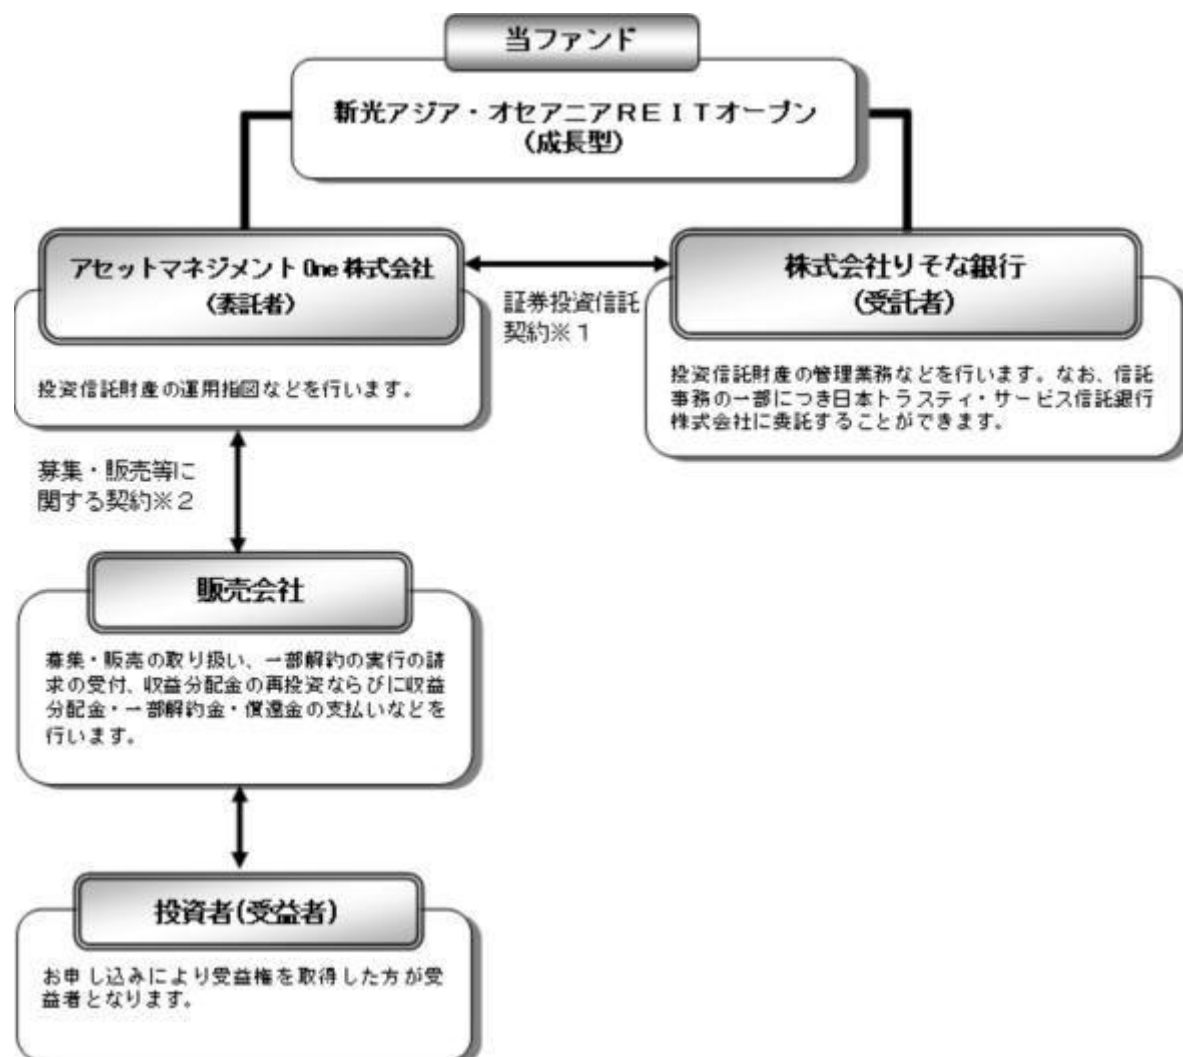 当ファンド
新光アジア・オセアニアREITオープン
(成長型)
アセットマネジメントOne株式会社
(委託者)
投資信託財産の運用指図などを行います。
証券投資信託
契約※1
株式会社りそな銀行
(受託者)
投資信託財産の管理業務などを行います。なお、信託
事務の一部につき日本トラスティ・サービス信託銀行
株式会社に委託することができます。
募集・販売等に
関する契約※2
販売会社
募集・販売の取り扱い、一部解約の実行の請
求の受付、収益分配金の再投資ならびに収益
分配金・一部解約金・償還金の支払いなどを
行います。
投資者(受益者)
お申し込みにより受益権を取得した方が受
益者となります。